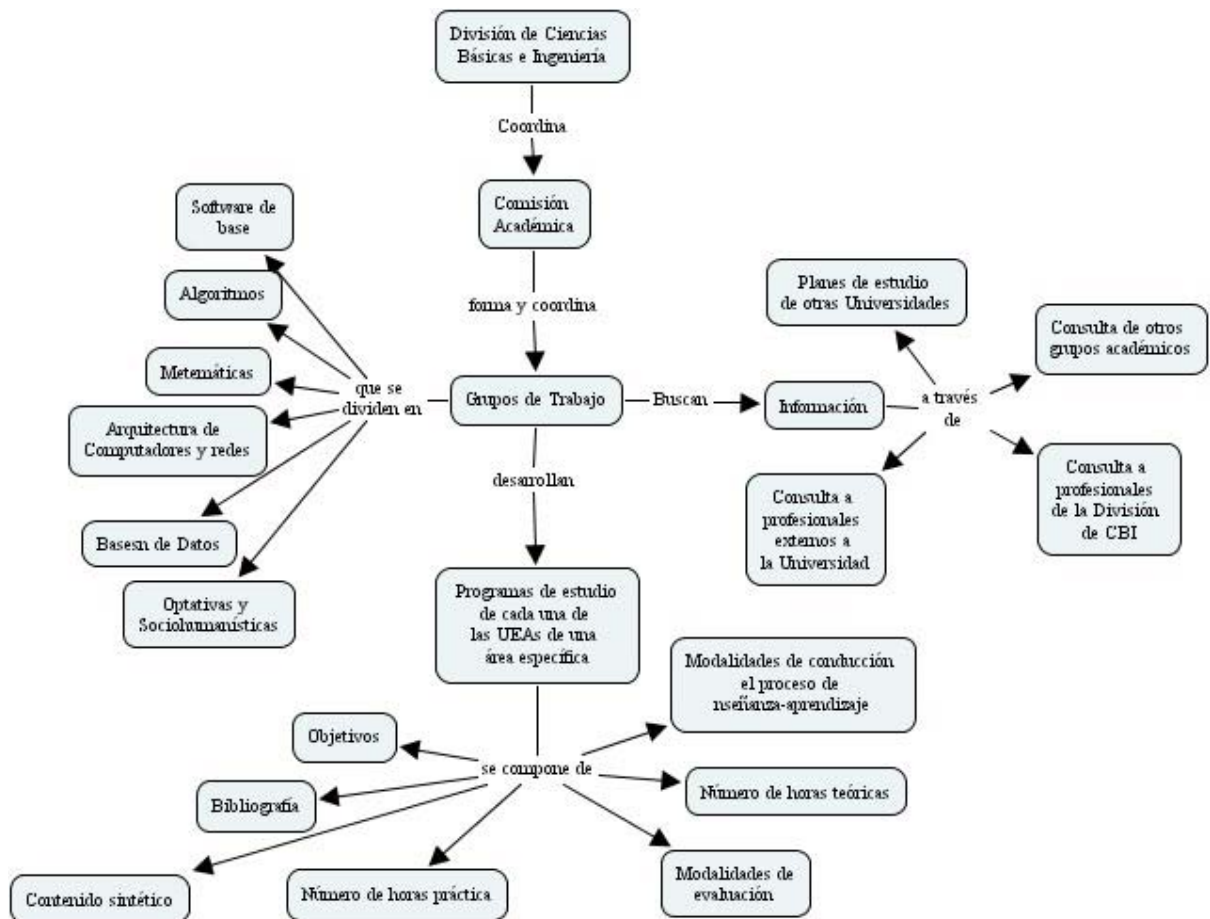 División de Ciencias
Básicas e Ingeniería
Coordina
Comisión
Académica
forma y coordina
Software de
base
Algoritmos
Metemáticas
Arquitectura de
Computadores y redes
Basesn de Datos
Optativas y
Sociohumanísticas
que se
dividen en
Grupos de Trabajo
Buscan
Información
a través
de
Planes de estudio
de otras Universidades
Consulta de otros
grupos académicos
Consulta a
profesionales
de la División
de CBI
Consulta a
profesionales
externos a
la Universidad
desarrollan
Programas de estudio
de cada una de
las UEAs de una
área específica
se compone de
Modalidades de conducción
el proceso de
nseñanza-aprendizaje
Objetivos
Número de horas teóricas
Bibliografía
Modalidades de
evaluación
Número de horas práctica
Contenido sintético